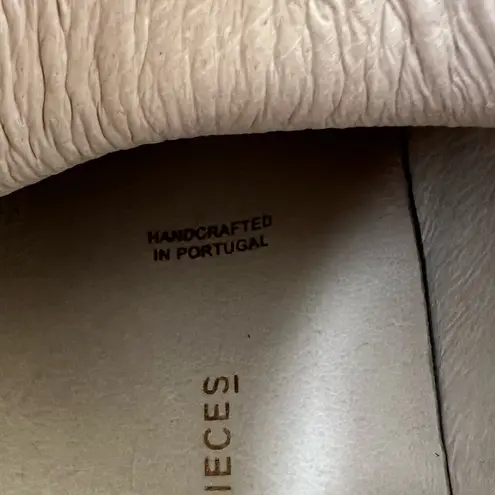 HANDCRAFTED
IN PORTUGAL
IECES